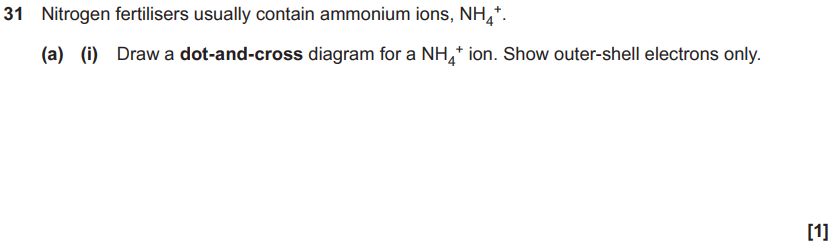 31 Nitrogen fertilisers usually contain ammonium ions, NH₄⁺.
(a) (i) Draw a dot-and-cross diagram for a NH₄⁺ ion. Show outer-shell electrons only.
[1]